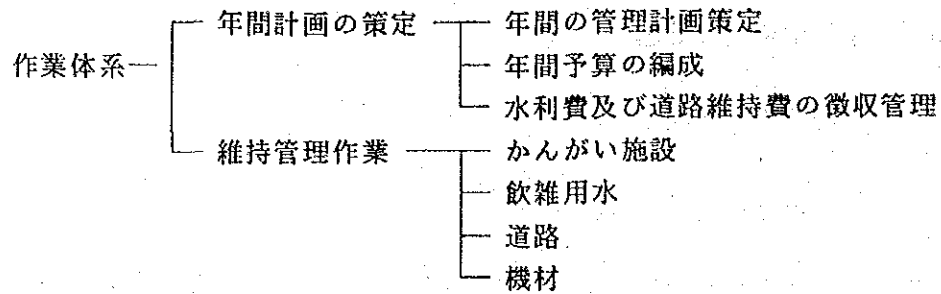 年間計画の策定 年間の管理計画策定
作業体系
年間予算の編成
水利費及び道路維持費の徴収管理
維持管理作業 かんがい施設
飲雑用水
道路
機材